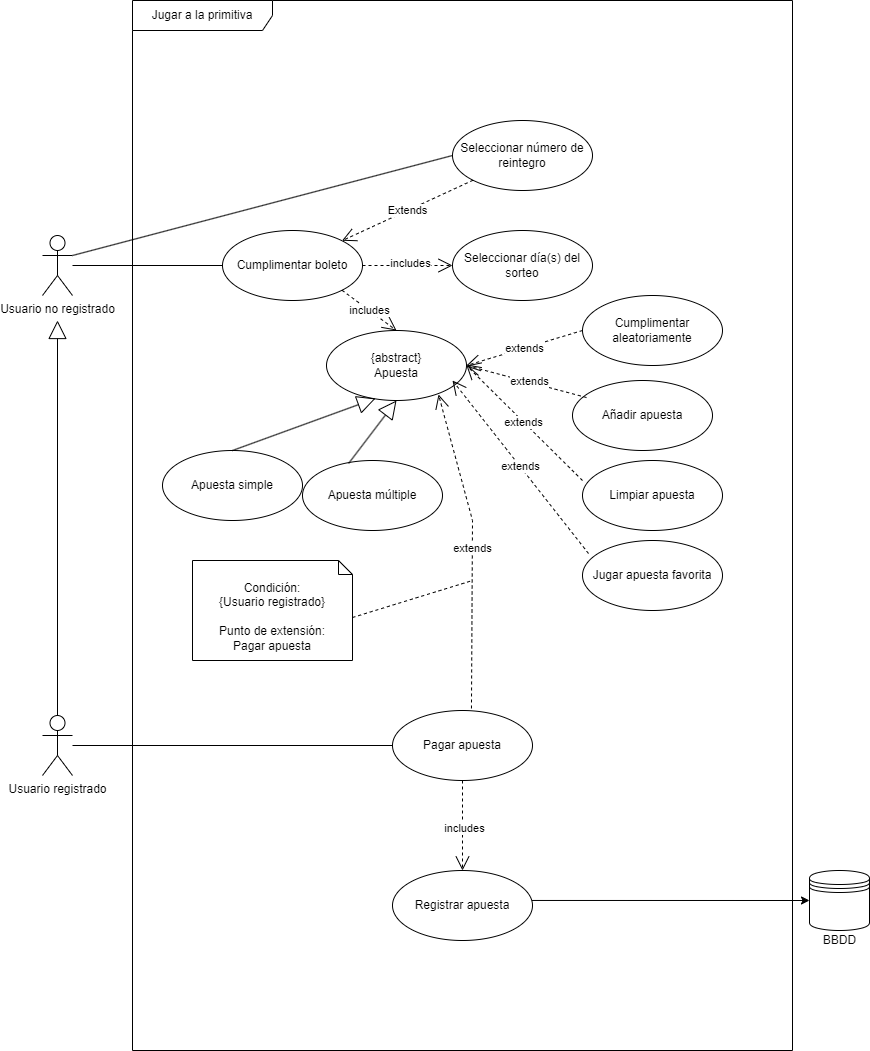 Jugar a la primitiva
Seleccionar número de
reintegro
Extends
Cumplimentar boleto
includes
Seleccionar día(s) del
sorteo
Usuario no registrado
includes
Cumplimentar
aleatoriamente
extends
{abstract}
Apuesta
extends
Añadir apuesta
extends
extends
Apuesta simple
Apuesta múltiple
Limpiar apuesta
extends
Jugar apuesta favorita
Condición:
{Usuario registrado}
Punto de extensión:
Pagar apuesta
Pagar apuesta
Usuario registrado
includes
Registrar apuesta
BBDD